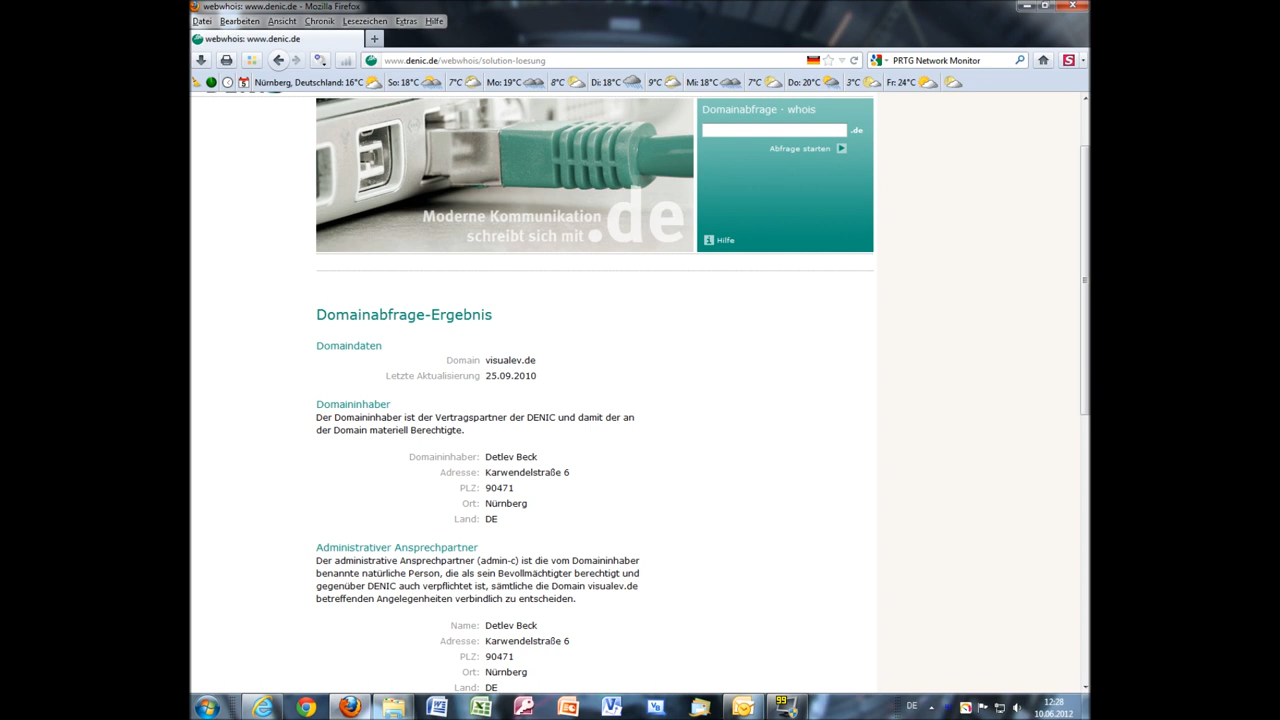 webwhois: www.denic.de - Mozilla Firefox
Datei Bearbeiten Ansicht Chronik Lesezeichen Extras Hilfe
webwhois: www.denic.de
www.denic.de/webwhois/solution-loesung
PRTG Network Monitor
Nürnberg, Deutschland: 16°C So: 18°C 7°C Mo: 19°C 8°C Di: 18°C 9°C Mi: 18°C 7°C Do: 20°C 3°C Fr: 24°C
Moderne Kommunikation
schreibt sich mit .de
Domainabfrage - whois
.de
Abfrage starten
Hilfe
Domainabfrage-Ergebnis
Domaindaten
Domain visualev.de
Letzte Aktualisierung 25.09.2010
Domaininhaber
Der Domaininhaber ist der Vertragspartner der DENIC und damit der an
der Domain materiell Berechtigte.
Domaininhaber: Detlev Beck
Adresse: Karwendelstraße 6
PLZ: 90471
Ort: Nürnberg
Land: DE
Administrativer Ansprechpartner
Der administrative Ansprechpartner (admin-c) ist die vom Domaininhaber
benannte natürliche Person, die als sein Bevollmächtigter berechtigt und
gegenüber DENIC auch verpflichtet ist, sämtliche die Domain visualev.de
betreffenden Angelegenheiten verbindlich zu entscheiden.
Name: Detlev Beck
Adresse: Karwendelstraße 6
PLZ: 90471
Ort: Nürnberg
Land: DE
99
DE
12:28
10.06.2012